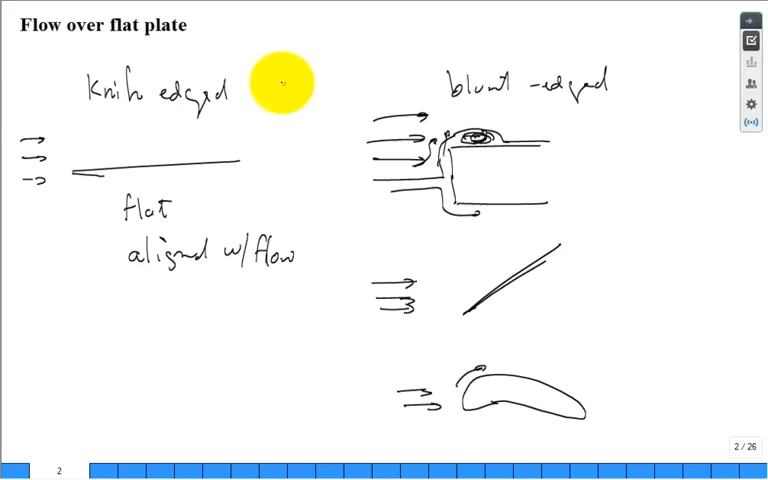 Flow over flat plate
Knife edged
blunt-edged
flat
aligned w/flow
2 / 26
2